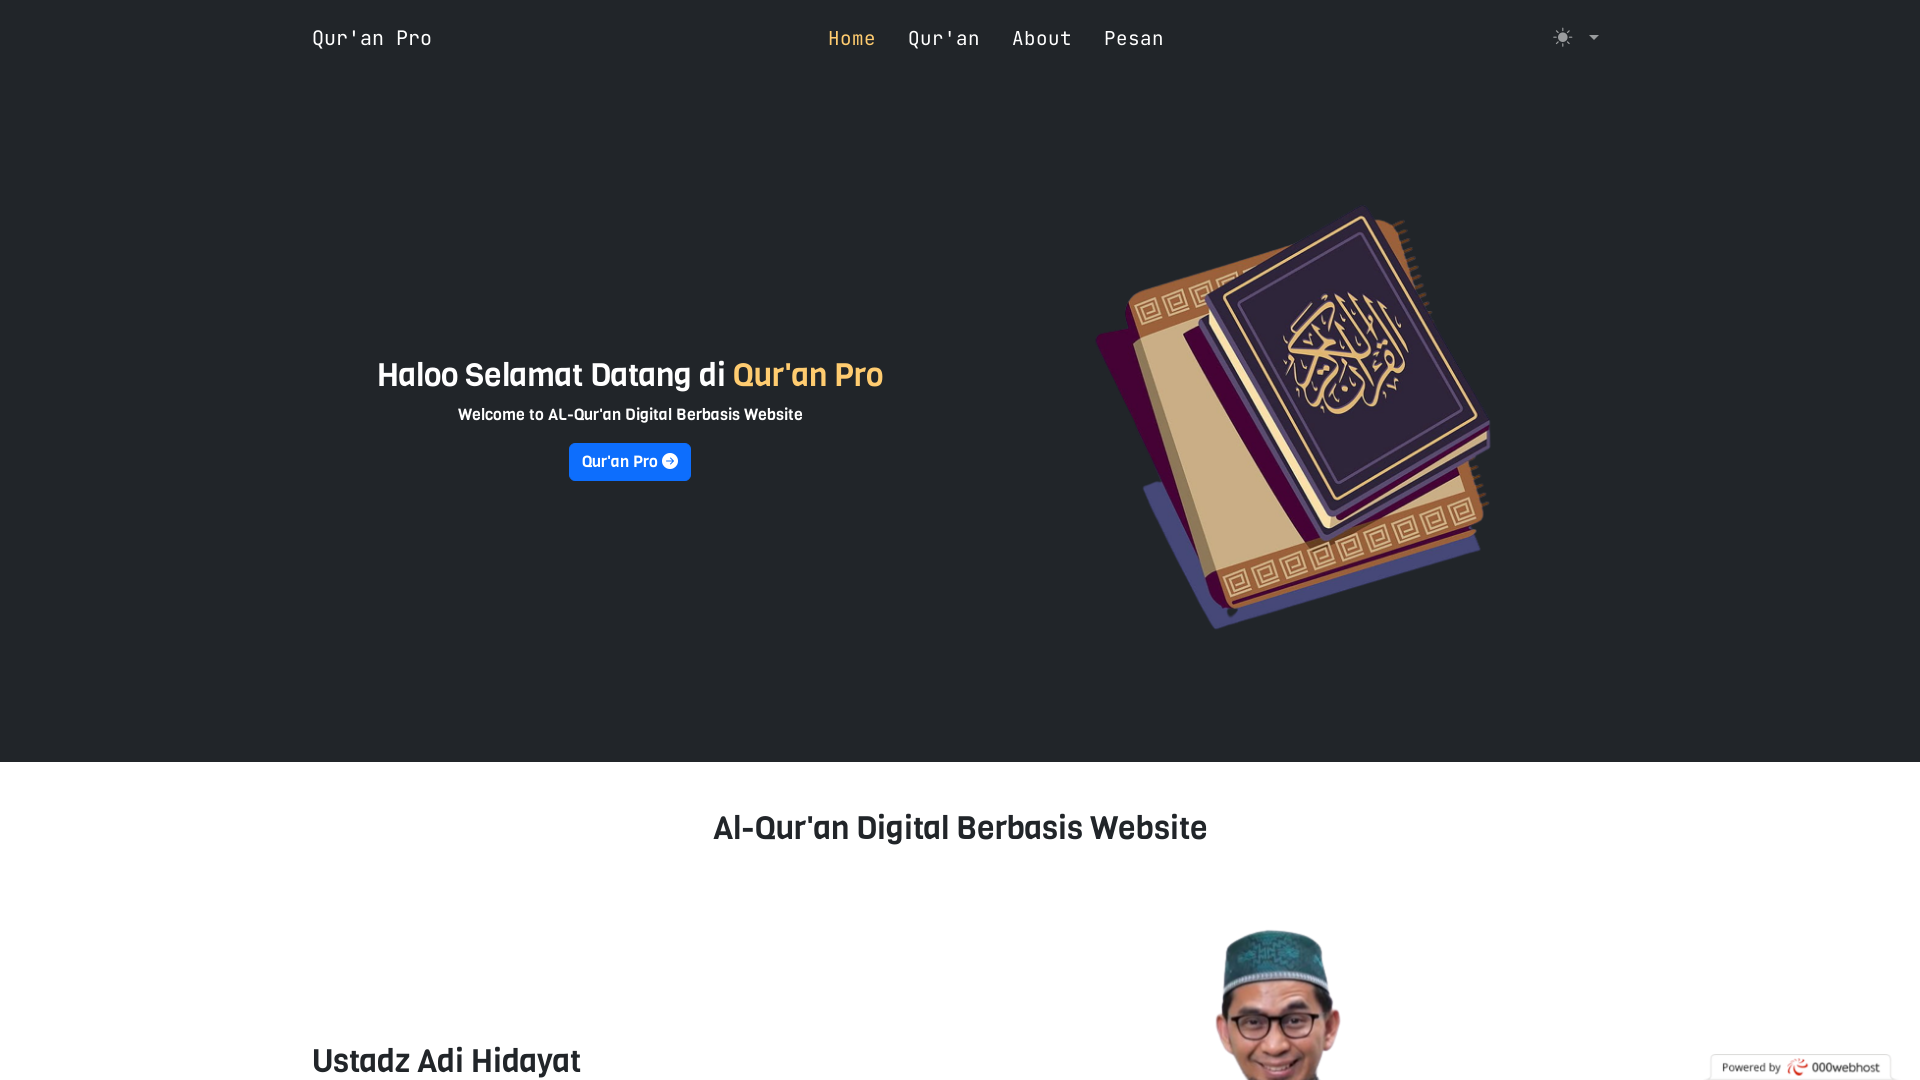 Qur'an Pro
Home
Qur'an
About
Pesan
Haloo Selamat Datang di Qur'an Pro
Welcome to AL-Qur'an Digital Berbasis Website
Qur'an Pro
القرآن الكريم
Al-Qur'an Digital Berbasis Website
Ustadz Adi Hidayat
Powered by 000webhost